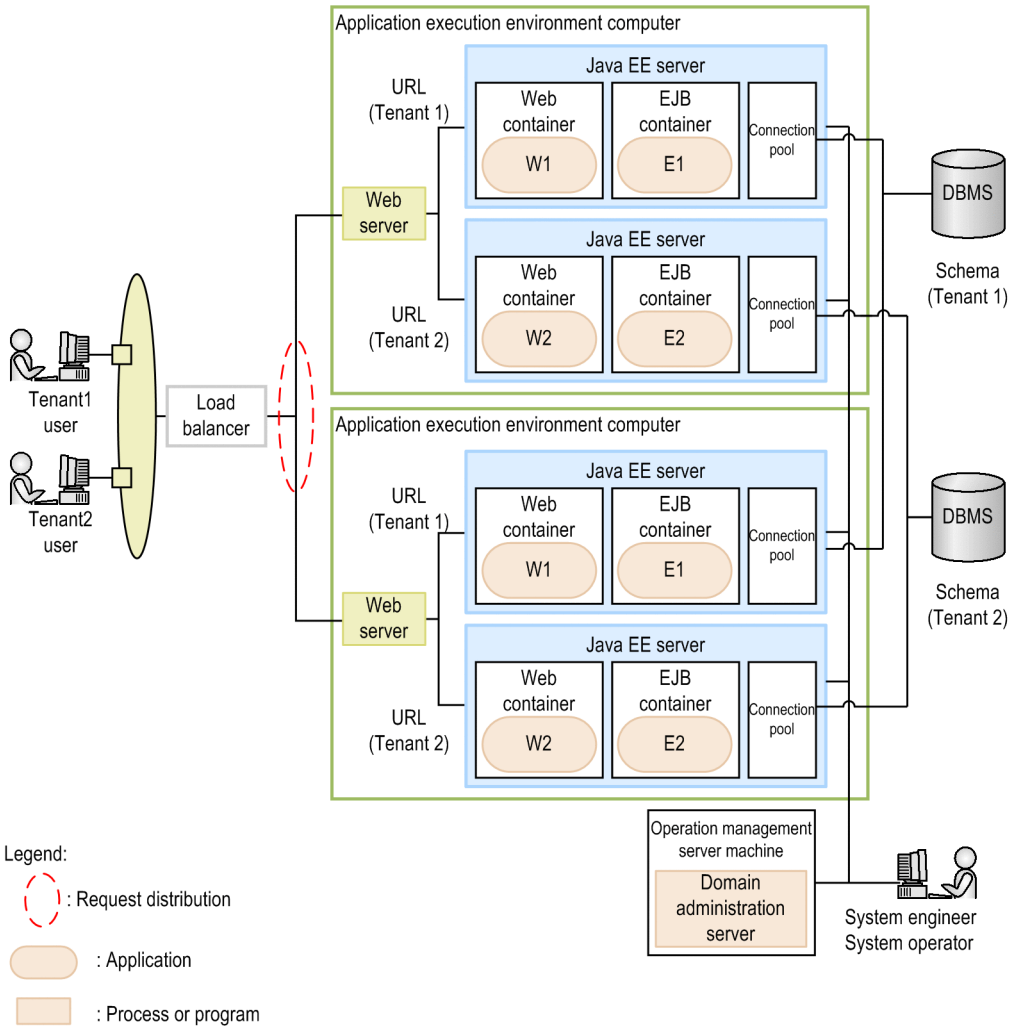 Application execution environment computer
Java EE server
URL
(Tenant 1)
Web
container
W1
EJB
container
E1
Connection
pool
Web
server
DBMS
Schema
(Tenant 1)
Java EE server
URL
(Tenant 2)
Web
container
W2
EJB
container
E2
Connection
pool
Tenant1
user
Load
balancer
Tenant2
user
Application execution environment computer
Java EE server
URL
(Tenant 1)
Web
container
W1
EJB
container
E1
Connection
pool
Web
server
DBMS
Schema
(Tenant 2)
Java EE server
URL
(Tenant 2)
Web
container
W2
EJB
container
E2
Connection
pool
Operation management
server machine
Domain
administration
server
System engineer
System operator
Legend:
: Request distribution
: Application
: Process or program